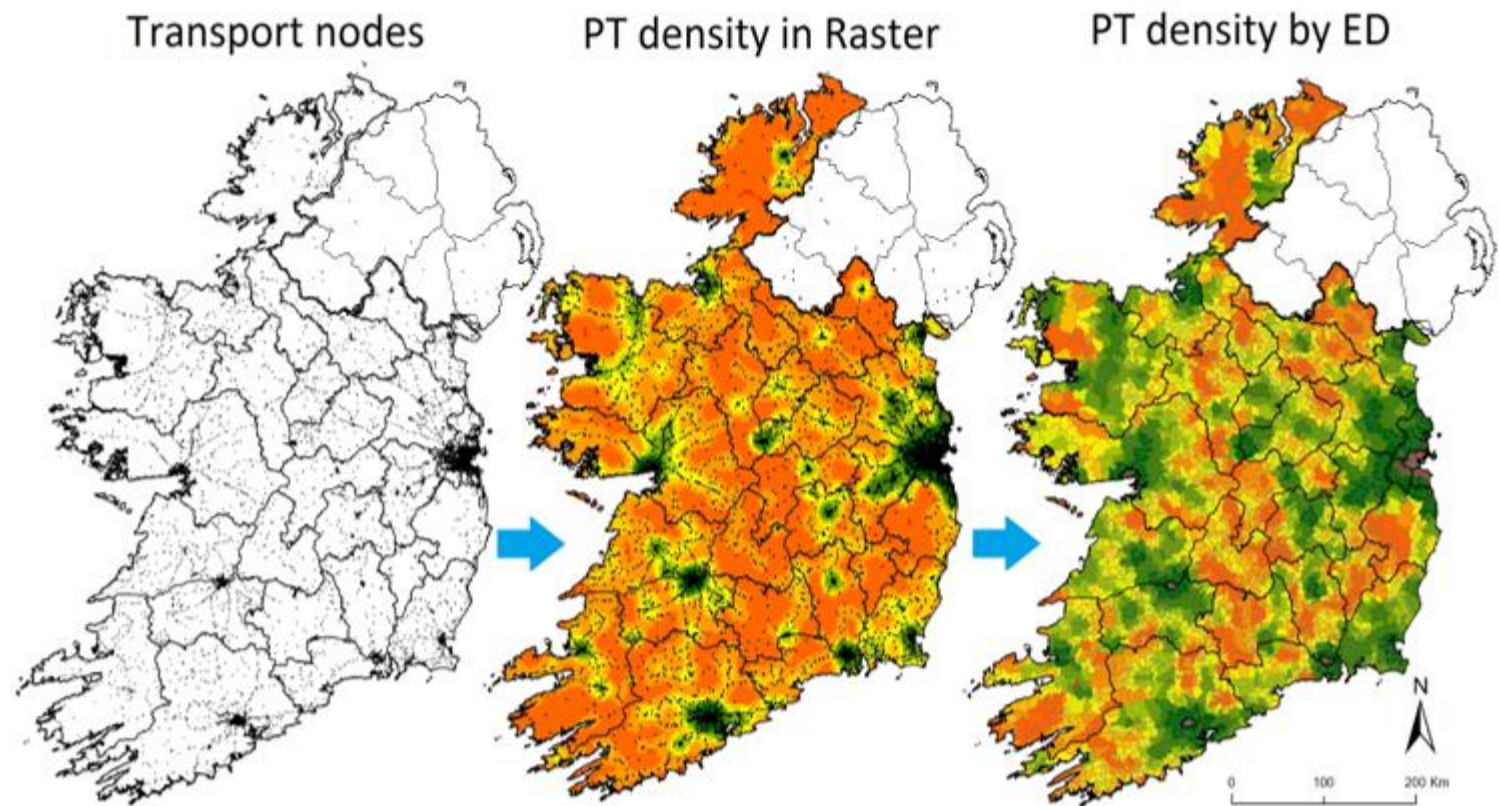 Transport nodes
PT density in Raster
PT density by ED
N
0 100 200 Km